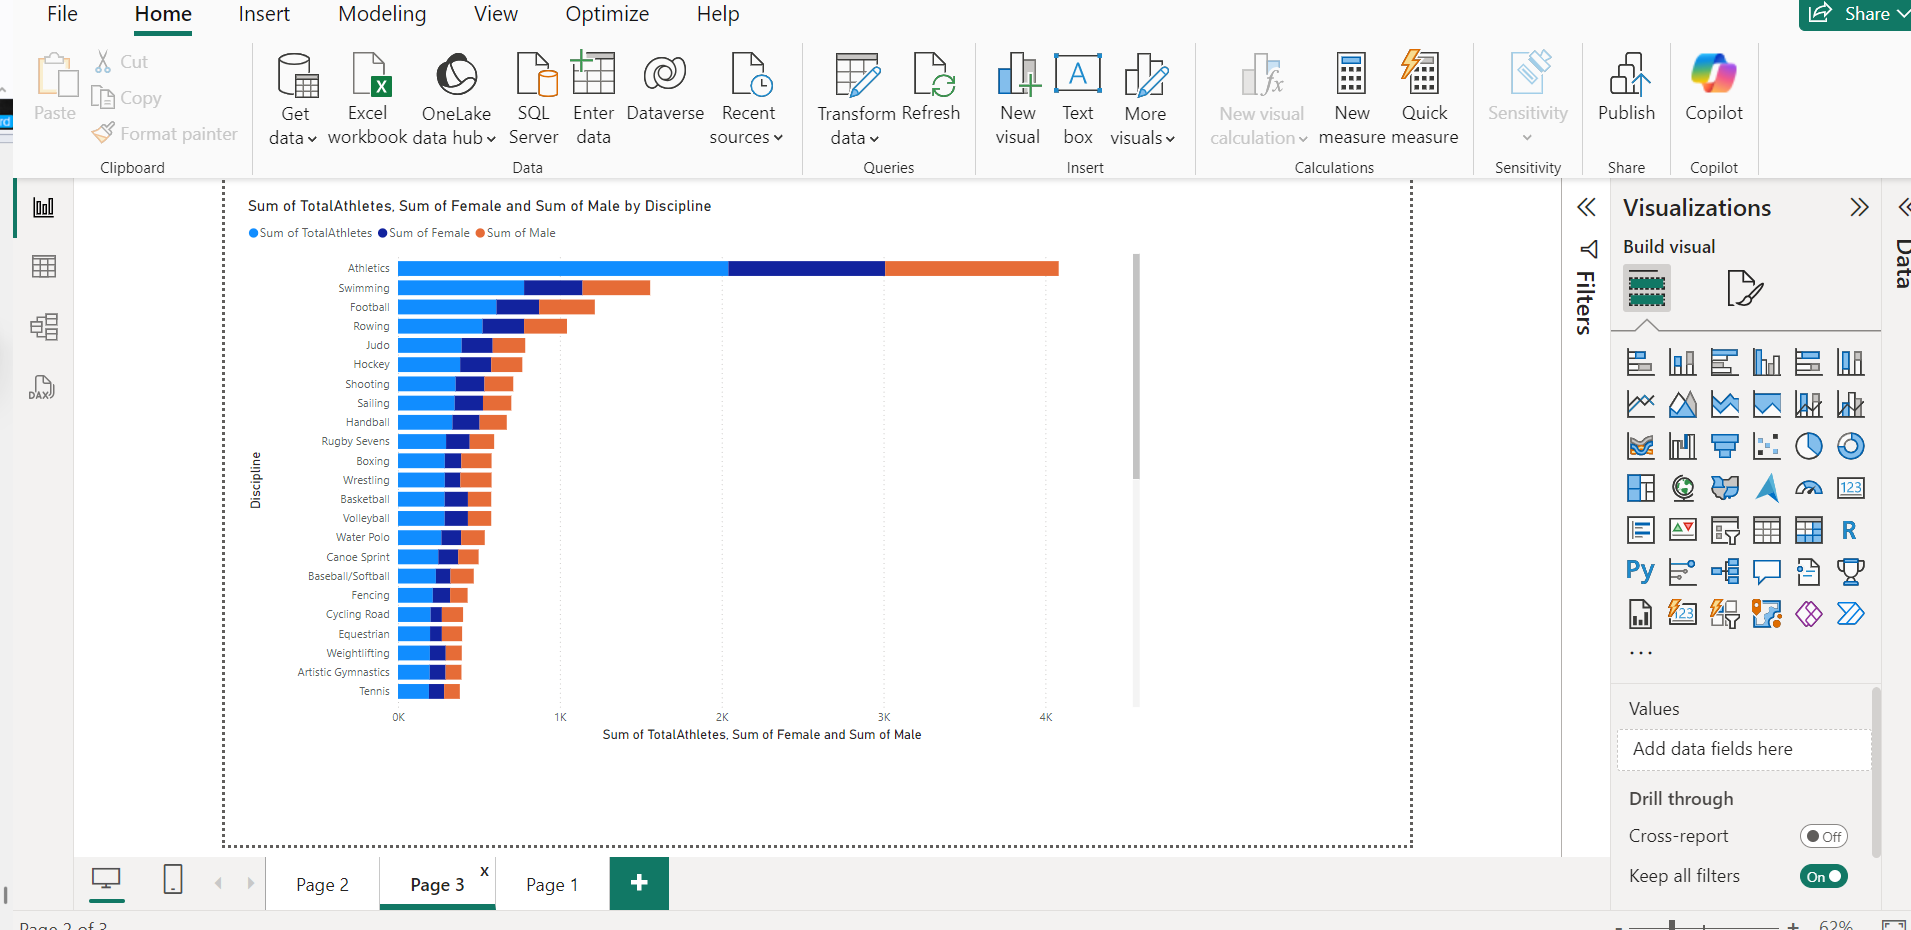 File Home Insert Modeling View Optimize Help Share
Paste
Cut
Copy
Format painter
Clipboard
Get data
Excel workbook
OneLake data hub
SQL Server
Enter data
Dataverse
Recent sources
Data
Transform data
Refresh
Queries
New visual
Text box
More visuals
Insert
New visual calculation
New measure
Quick measure
Calculations
Sensitivity
Sensitivity
Publish
Share
Copilot
Copilot
DAX
Sum of TotalAthletes, Sum of Female and Sum of Male by Discipline
Sum of TotalAthletes Sum of Female Sum of Male
Discipline
Athletics
Swimming
Football
Rowing
Judo
Hockey
Shooting
Sailing
Handball
Rugby Sevens
Boxing
Wrestling
Basketball
Volleyball
Water Polo
Canoe Sprint
Baseball/Softball
Fencing
Cycling Road
Equestrian
Weightlifting
Artistic Gymnastics
Tennis
0K 1K 2K 3K 4K
Sum of TotalAthletes, Sum of Female and Sum of Male
Filters
Visualizations
Data
Build visual
123
R
Py
123
...
Values
Add data fields here
Drill through
Cross-report Off
Keep all filters On
Page 2 Page 3 x Page 1 +
Page 2 of 3
- + 62%